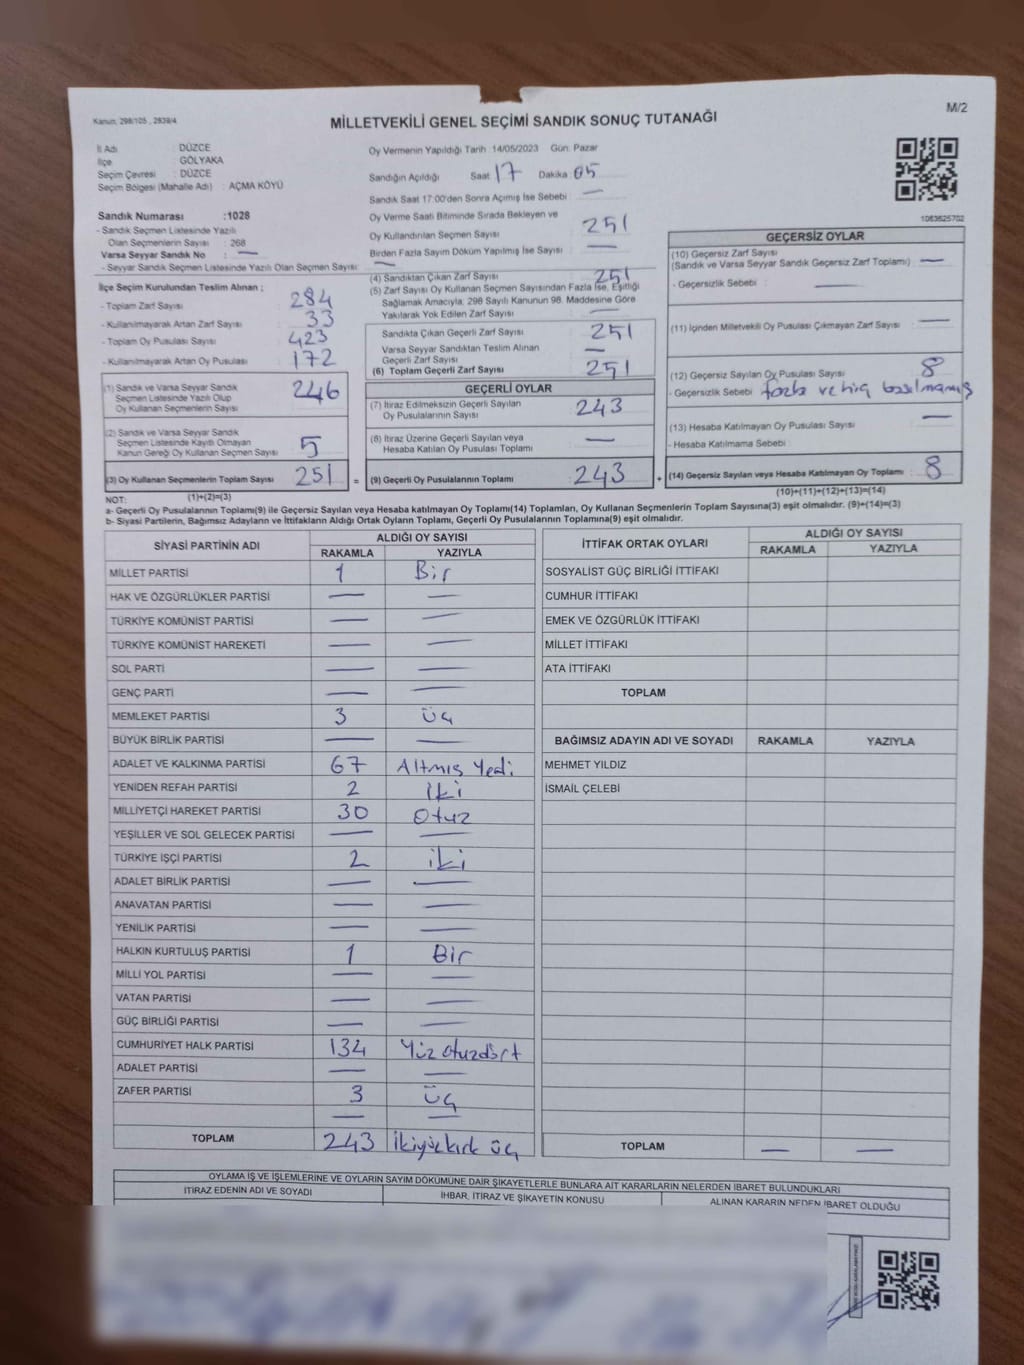 M/2
Kanun; 298/105 , 2839/4
MİLLETVEKİLİ GENEL SEÇİMİ SANDIK SONUÇ TUTANAĞI
İl Adı : DÜZCE
İlçe : GÖLYAKA
Seçim Çevresi : DÜZCE
Seçim Bölgesi (Mahalle Adı) : AÇMA KÖYÜ
Sandık Numarası :1028
- Sandık Seçmen Listesinde Yazılı
Olan Seçmenlerin Sayısı : 268
Varsa Seyyar Sandık No : —
- Seyyar Sandık Seçmen Listesinde Yazılı Olan Seçmen Sayısı : —
İlçe Seçim Kurulundan Teslim Alınan ;
- Toplam Zarf Sayısı : 284
- Kullanılmayarak Artan Zarf Sayısı : 33
- Toplam Oy Pusulası Sayısı : 423
- Kullanılmayarak Artan Oy Pusulası : 172
(1) Sandık ve Varsa Seyyar Sandık
Seçmen Listesinde Yazılı Olup
Oy Kullanan Seçmenlerin Sayısı : 246
(2) Sandık ve Varsa Seyyar Sandık
Seçmen Listesinde Kayıtlı Olmayan
Kanun Gereği Oy Kullanan Seçmen Sayısı : 5
(3) Oy Kullanan Seçmenlerin Toplam Sayısı : 251 =
(1)+(2)=(3)
Oy Vermenin Yapıldığı Tarih :14/05/2023 Gün: Pazar
Sandığın Açıldığı Saat : 17 Dakika : 05
Sandık Saat 17:00'den Sonra Açımış İse Sebebi : —
Oy Verme Saati Bitiminde Sırada Bekleyen ve
Oy Kullandırılan Seçmen Sayısı : 251
Birden Fazla Sayım Döküm Yapılmış İse Sayısı : —
(4) Sandıktan Çıkan Zarf Sayısı : 251
(5) Zarf Sayısı Oy Kullanan Seçmen Sayısından Fazla İse, Eşitliği
Sağlamak Amacıyla; 298 Sayılı Kanunun 98. Maddesine Göre
Yakılarak Yok Edilen Zarf Sayısı : —
Sandıkta Çıkan Geçerli Zarf Sayısı : 251
Varsa Seyyar Sandıktan Teslim Alınan
Geçerli Zarf Sayısı : —
(6) Toplam Geçerli Zarf Sayısı : 251
GEÇERLİ OYLAR
(7) İtiraz Edilmeksizin Geçerli Sayılan
Oy Pusulalarının Sayısı : 243
(8) İtiraz Üzerine Geçerli Sayılan veya
Hesaba Katılan Oy Pusulası Toplamı : —
(9) Geçerli Oy Pusulalarının Toplamı : 243 +
1083625702
GEÇERSİZ OYLAR
(10) Geçersiz Zarf Sayısı
(Sandık ve Varsa Seyyar Sandık Geçersiz Zarf Toplamı) : —
- Geçersizlik Sebebi : —
(11) İçinden Milletvekili Oy Pusulası Çıkmayan Zarf Sayısı : —
(12) Geçersiz Sayılan Oy Pusulası Sayısı : 8
- Geçersizlik Sebebi : fazla ve hiç basılmamış
(13) Hesaba Katılmayan Oy Pusulası Sayısı : —
- Hesaba Katılmama Sebebi :
(14) Geçersiz Sayılan veya Hesaba Katılmayan Oy Toplamı : 8
(10)+(11)+(12)+(13)=(14)
NOT:
a- Geçerli Oy Pusulalarının Toplamı(9) ile Geçersiz Sayılan veya Hesaba Katılmayan Oy Toplamı(14) Toplamları, Oy Kullanan Seçmenlerin Toplam Sayısına(3) eşit olmalıdır. (9)+(14)=(3)
b- Siyasi Partilerin, Bağımsız Adayların ve İttifakların Aldığı Ortak Oyların Toplamı, Geçerli Oy Pusulalarının Toplamına(9) eşit olmalıdır.
SİYASİ PARTİNİN ADI ALDIĞI OY SAYISI
RAKAMLA YAZIYLA
MİLLET PARTİSİ 1 Bir
HAK VE ÖZGÜRLÜKLER PARTİSİ — —
TÜRKİYE KOMÜNİST PARTİSİ — —
TÜRKİYE KOMÜNİST HAREKETİ — —
SOL PARTİ — —
GENÇ PARTİ — —
MEMLEKET PARTİSİ 3 üç
BÜYÜK BİRLİK PARTİSİ — —
ADALET VE KALKINMA PARTİSİ 67 Altmış Yedi
YENİDEN REFAH PARTİSİ 2 iki
MİLLİYETÇİ HAREKET PARTİSİ 30 Otuz
YEŞİLLER VE SOL GELECEK PARTİSİ — —
TÜRKİYE İŞÇİ PARTİSİ 2 iki
ADALET BİRLİK PARTİSİ — —
ANAVATAN PARTİSİ — —
YENİLİK PARTİSİ — —
HALKIN KURTULUŞ PARTİSİ 1 Bir
MİLLİ YOL PARTİSİ — —
VATAN PARTİSİ — —
GÜÇ BİRLİĞİ PARTİSİ — —
CUMHURİYET HALK PARTİSİ 134 Yüz otuzdört
ADALET PARTİSİ — —
ZAFER PARTİSİ 3 üç
— —
TOPLAM 243 ikiyüzkırk üç
İTTİFAK ORTAK OYLARI ALDIĞI OY SAYISI
RAKAMLA YAZIYLA
SOSYALİST GÜÇ BİRLİĞİ İTTİFAKI
CUMHUR İTTİFAKI
EMEK VE ÖZGÜRLÜK İTTİFAKI
MİLLET İTTİFAKI
ATA İTTİFAKI
TOPLAM
BAĞIMSIZ ADAYIN ADI VE SOYADI RAKAMLA YAZIYLA
MEHMET YILDIZ
İSMAİL ÇELEBİ
TOPLAM — —
OYLAMA İŞ VE İŞLEMLERİNE VE OYLARIN SAYIM DÖKÜMÜNE DAİR ŞİKAYETLERLE BUNLARA AİT KARARLARIN NELERDEN İBARET BULUNDUKLARI
İTİRAZ EDENİN ADI VE SOYADI İHBAR, İTİRAZ VE ŞİKAYETİN KONUSU ALINAN KARARIN NEDEN İBARET OLDUĞU